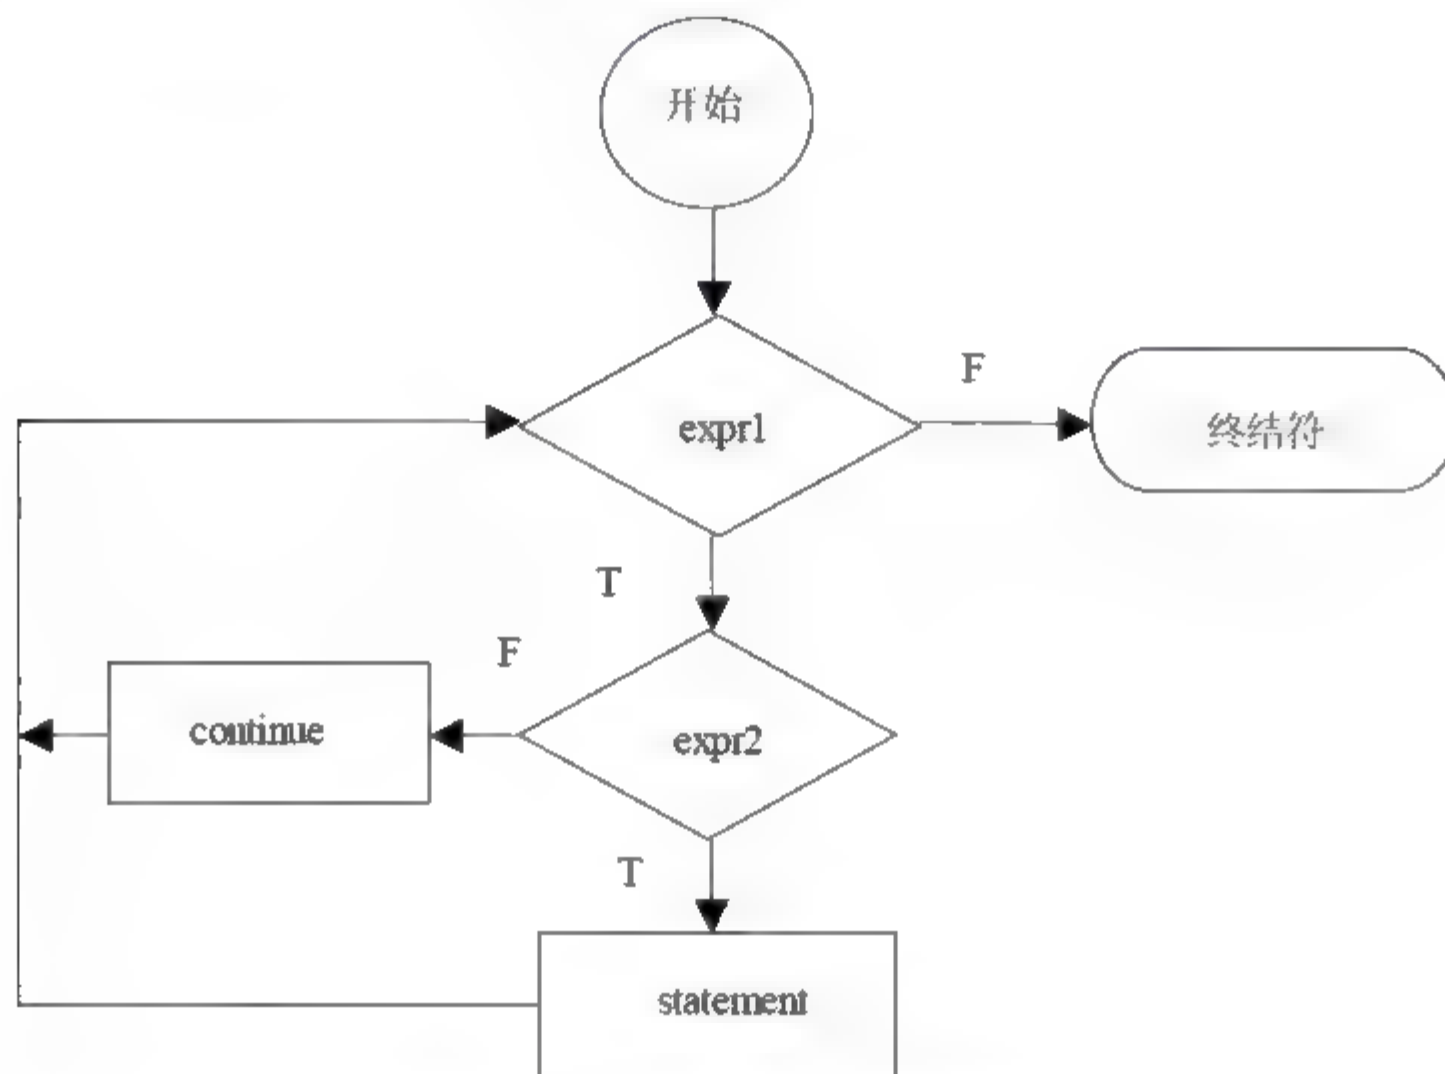 开始
F
expr1
终结符
T
F
continue
expr2
T
statement